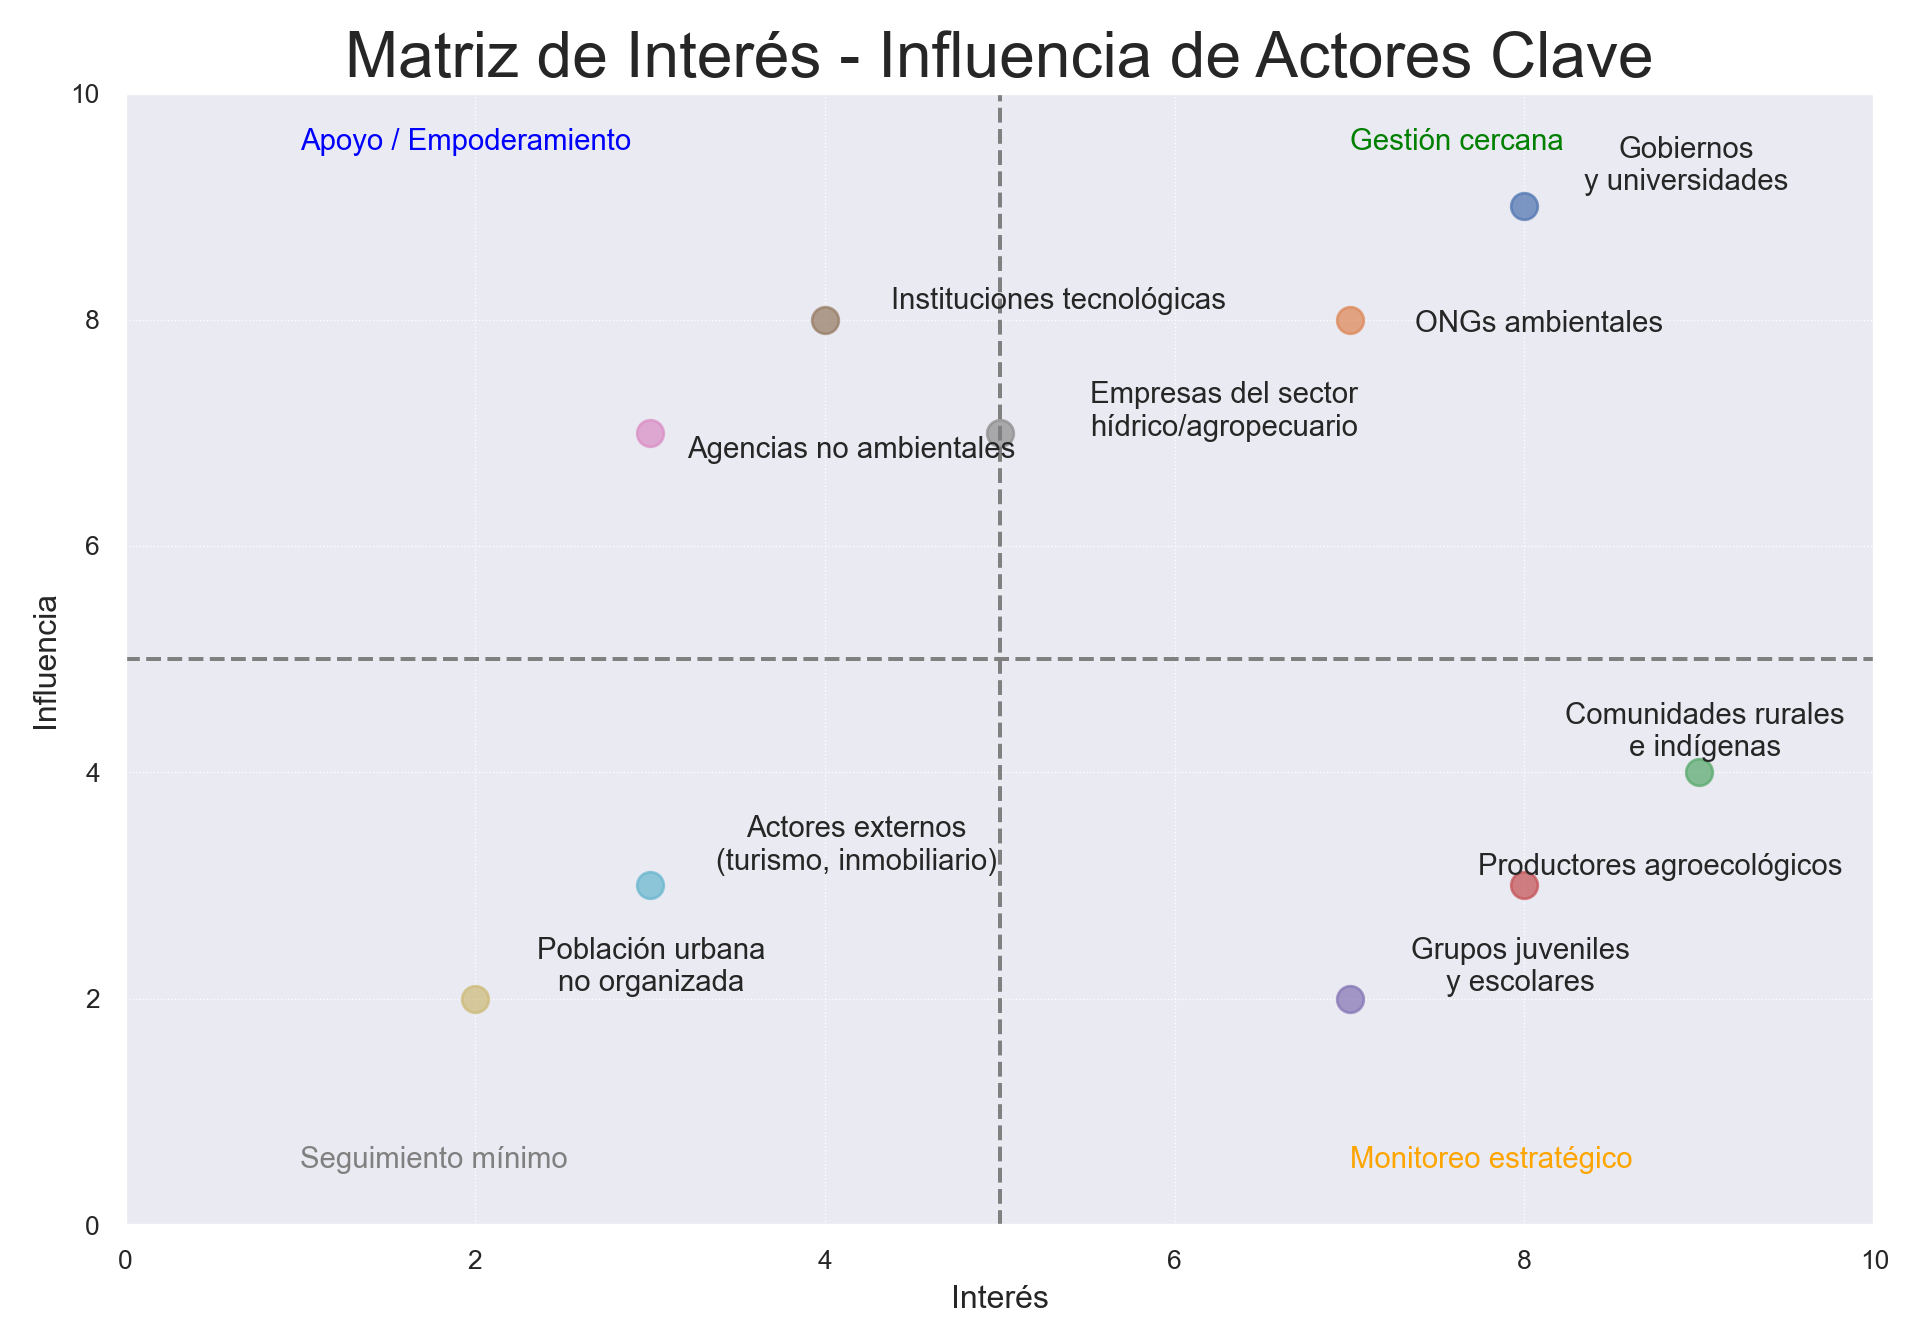 Matriz de Interés - Influencia de Actores Clave
10
Apoyo / Empoderamiento
Gestión cercana
Gobiernos
y universidades
Instituciones tecnológicas
8
ONGs ambientales
Empresas del sector
hídrico/agropecuario
Agencias no ambientales
6
Influencia
Comunidades rurales
e indígenas
4
Actores externos
(turismo, inmobiliario)
Productores agroecológicos
Población urbana
no organizada
Grupos juveniles
y escolares
2
Seguimiento mínimo
Monitoreo estratégico
0
0
2
4
6
8
10
Interés